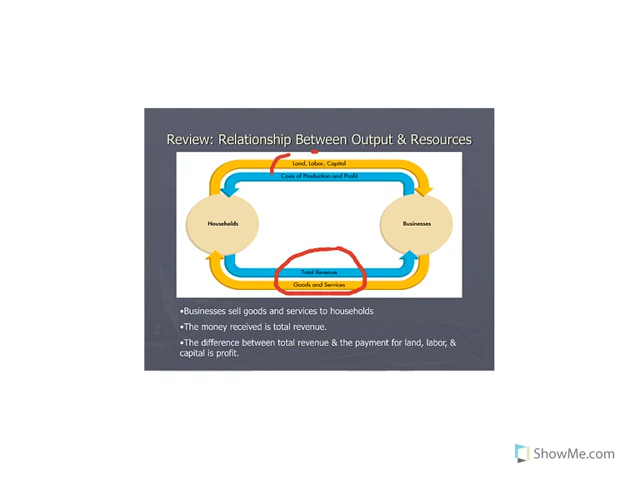 Review: Relationship Between Output & Resources
Land, Labor, Capital
Costs of Production and Profit
Households
Businesses
Total Revenue
Goods and Services
•Businesses sell goods and services to households
•The money received is total revenue.
•The difference between total revenue & the payment for land, labor, &
capital is profit.
ShowMe.com